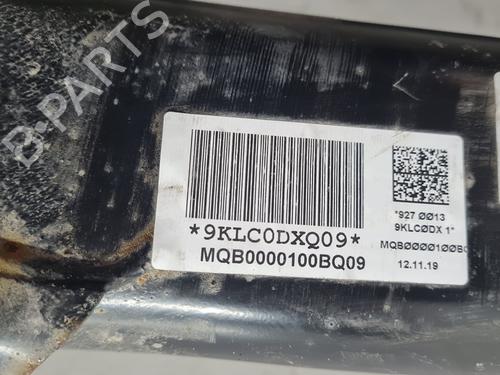 B-PARTS
*927 0013
9KLC0DX 1*
MQB0000100BQ
12.11.19
*9KLC0DXQ09*
MQB0000100BQ09